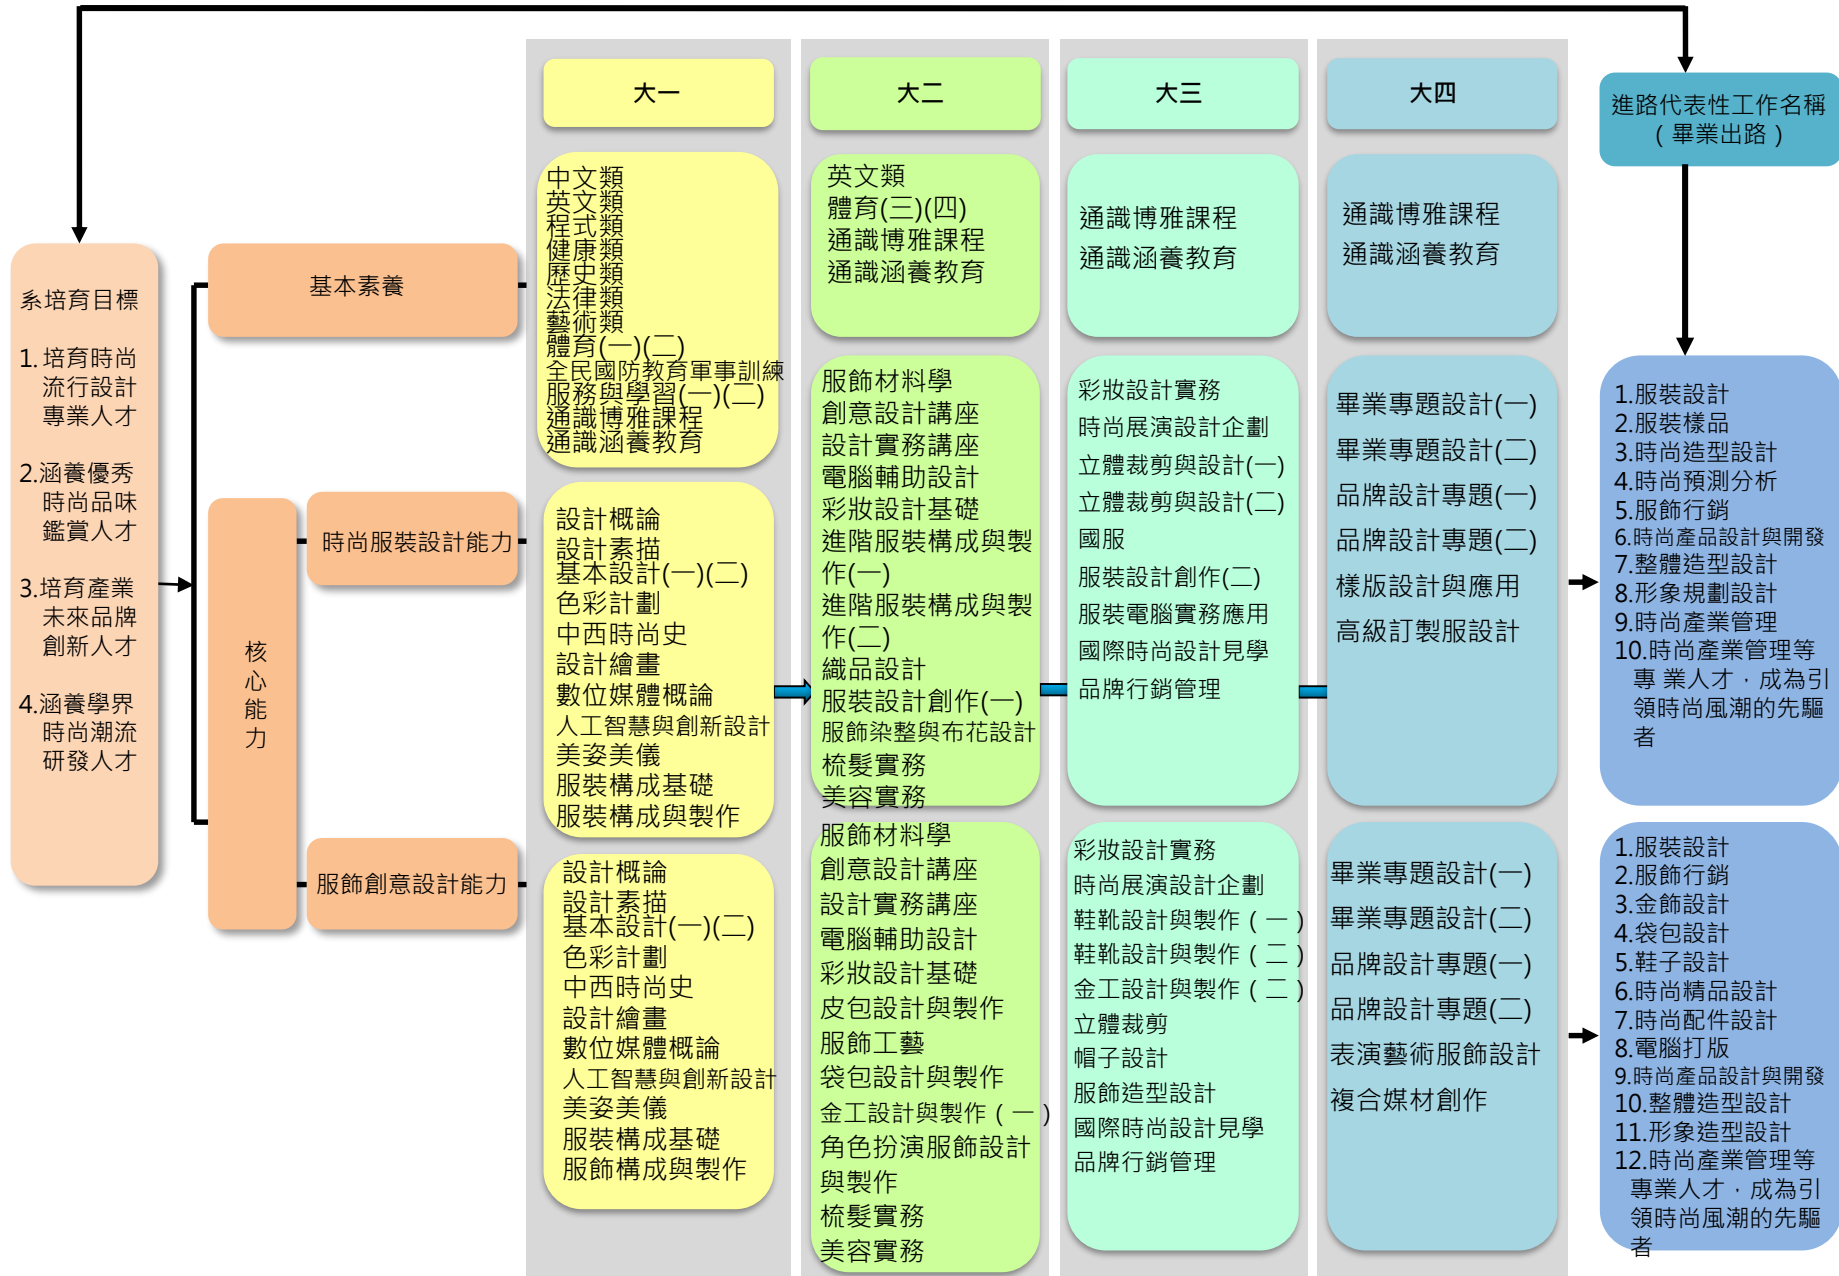 大一
大二
大三
大四
進路代表性工作名稱
（畢業出路）
系培育目標
1.培育時尚
流行設計
專業人才
2.涵養優秀
時尚品味
鑑賞人才
3.培育產業
未來品牌
創新人才
4.涵養學界
時尚潮流
研發人才
基本素養
核心能力
時尚服裝設計能力
服飾創意設計能力
中文類
英文類
程式類
健康類
歷史類
法律類
藝術類
體育(一)(二)
全民國防教育軍事訓練
服務與學習(一)(二)
通識博雅課程
通識涵養教育
英文類
體育(三)(四)
通識博雅課程
通識涵養教育
通識博雅課程
通識涵養教育
通識博雅課程
通識涵養教育
設計概論
設計素描
基本設計(一)(二)
色彩計劃
中西時尚史
設計繪畫
數位媒體概論
人工智慧與創新設計
美姿美儀
服裝構成基礎
服裝構成與製作
服飾材料學
創意設計講座
設計實務講座
電腦輔助設計
彩妝設計基礎
進階服裝構成與製
作(一)
進階服裝構成與製
作(二)
織品設計
服裝設計創作(一)
服飾染整與布花設計
梳髮實務
美容實務
彩妝設計實務
時尚展演設計企劃
立體裁剪與設計(一)
立體裁剪與設計(二)
國服
服裝設計創作(二)
服裝電腦實務應用
國際時尚設計見學
品牌行銷管理
畢業專題設計(一)
畢業專題設計(二)
品牌設計專題(一)
品牌設計專題(二)
樣版設計與應用
高級訂製服設計
1.服裝設計
2.服裝樣品
3.時尚造型設計
4.時尚預測分析
5.服飾行銷
6.時尚產品設計與開發
7.整體造型設計
8.形象規劃設計
9.時尚產業管理
10.時尚產業管理等
專 業人才，成為引
領時尚風潮的先驅
者
設計概論
設計素描
基本設計(一)(二)
色彩計劃
中西時尚史
設計繪畫
數位媒體概論
人工智慧與創新設計
美姿美儀
服裝構成基礎
服飾構成與製作
服飾材料學
創意設計講座
設計實務講座
電腦輔助設計
彩妝設計基礎
皮包設計與製作
服飾工藝
袋包設計與製作
金工設計與製作（一）
角色扮演服飾設計
與製作
梳髮實務
美容實務
彩妝設計實務
時尚展演設計企劃
鞋靴設計與製作（一）
鞋靴設計與製作（二）
金工設計與製作（二）
立體裁剪
帽子設計
服飾造型設計
國際時尚設計見學
品牌行銷管理
畢業專題設計(一)
畢業專題設計(二)
品牌設計專題(一)
品牌設計專題(二)
表演藝術服飾設計
複合媒材創作
1.服裝設計
2.服飾行銷
3.金飾設計
4.袋包設計
5.鞋子設計
6.時尚精品設計
7.時尚配件設計
8.電腦打版
9.時尚產品設計與開發
10.整體造型設計
11.形象造型設計
12.時尚產業管理等
專業人才，成為引
領時尚風潮的先驅
者